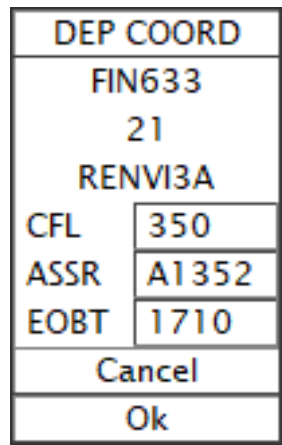 DEP COORD
FIN633
21
RENVI3A
CFL 350
ASSR A1352
EOBT 1710
Cancel
Ok